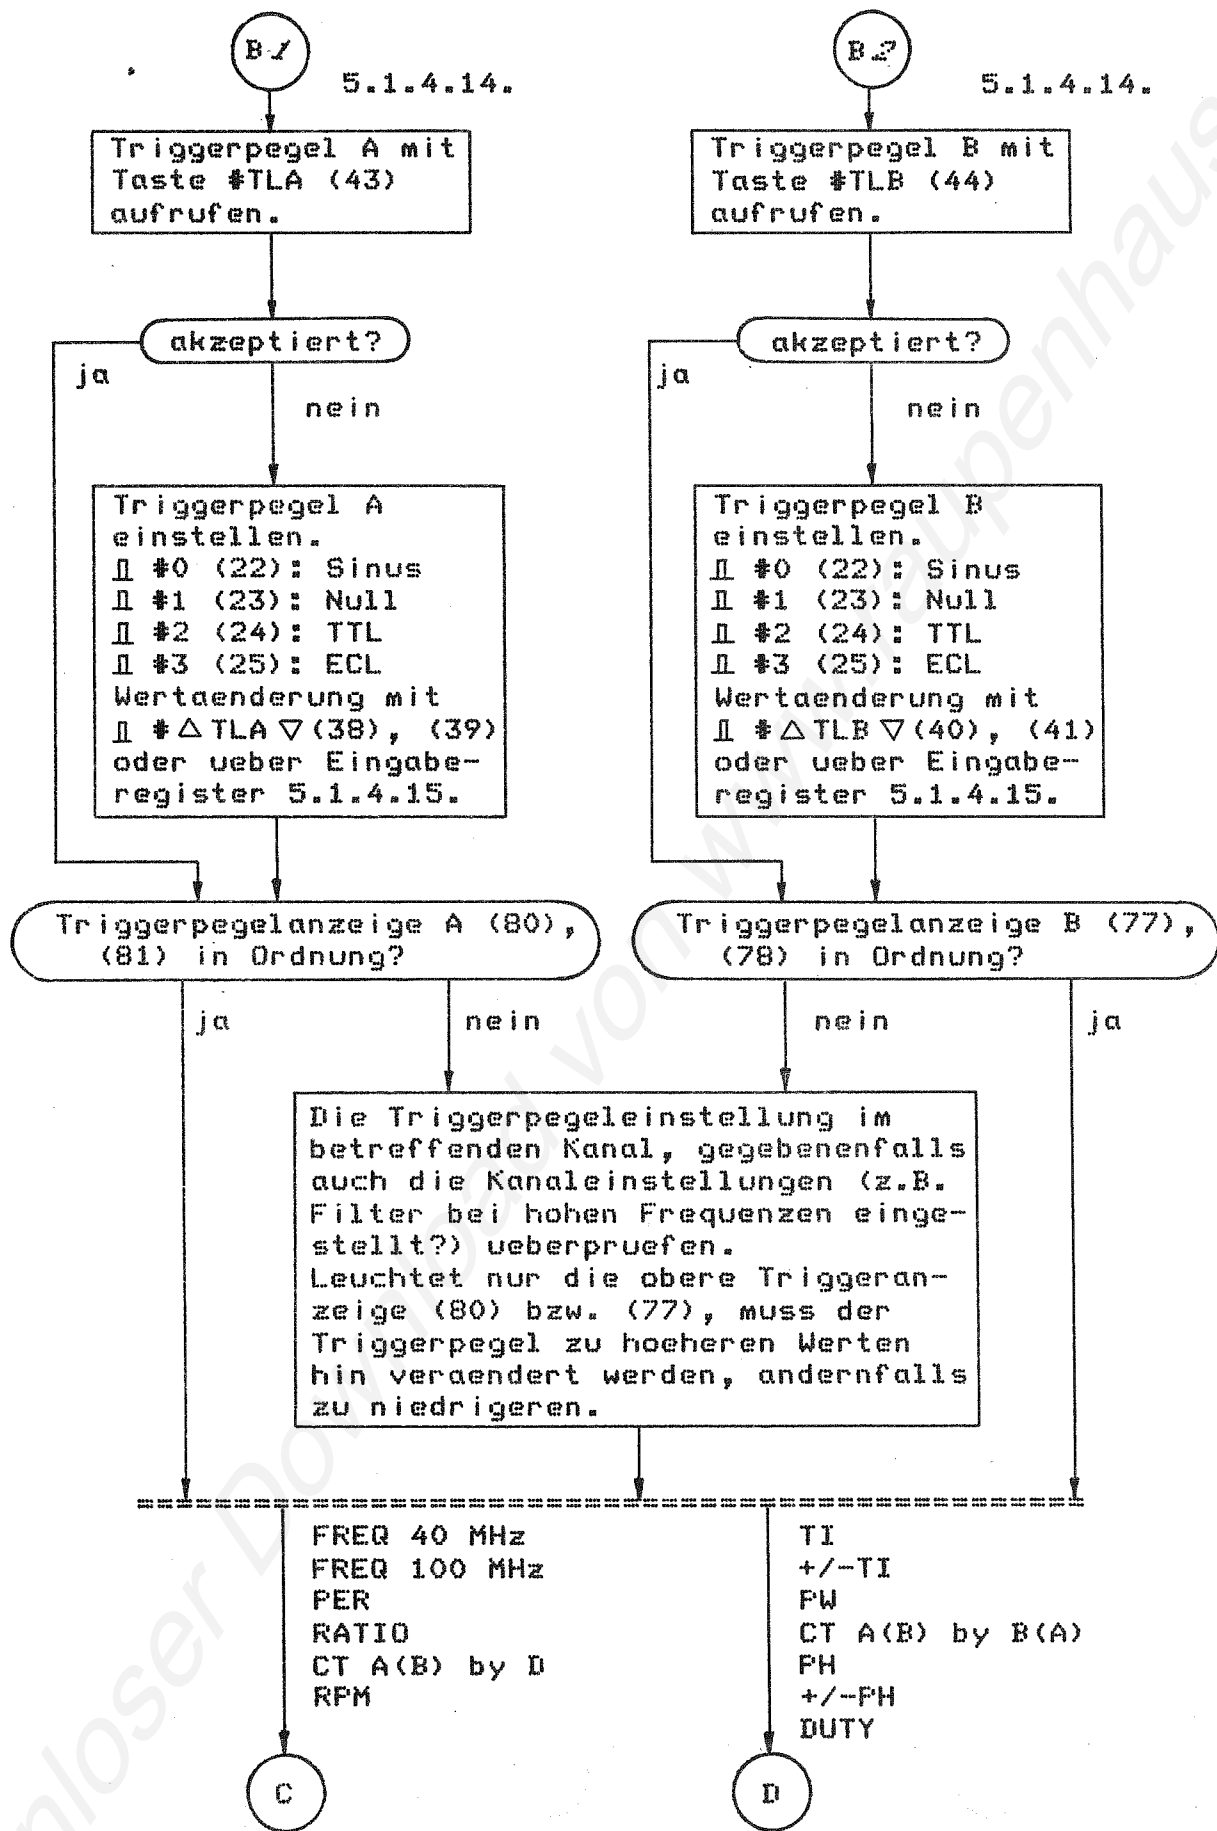 B1
5.1.4.14.
Triggerpegel A mit
Taste #TLA (43)
aufrufen.
akzeptiert?
ja
nein
Triggerpegel A
einstellen.
⎍ #0 (22): Sinus
⎍ #1 (23): Null
⎍ #2 (24): TTL
⎍ #3 (25): ECL
Wertaenderung mit
⎍ #△TLA▽(38), (39)
oder ueber Eingabe-
register 5.1.4.15.
Triggerpegelanzeige A (80),
(81) in Ordnung?
ja
nein
B2
5.1.4.14.
Triggerpegel B mit
Taste #TLB (44)
aufrufen.
akzeptiert?
ja
nein
Triggerpegel B
einstellen.
⎍ #0 (22): Sinus
⎍ #1 (23): Null
⎍ #2 (24): TTL
⎍ #3 (25): ECL
Wertaenderung mit
⎍ #△TLB▽(40), (41)
oder ueber Eingabe-
register 5.1.4.15.
Triggerpegelanzeige B (77),
(78) in Ordnung?
nein
ja
Die Triggerpegeleinstellung im
betreffenden Kanal, gegebenenfalls
auch die Kanaleinstellungen (z.B.
Filter bei hohen Frequenzen einge-
stellt?) ueberpruefen.
Leuchtet nur die obere Triggeran-
zeige (80) bzw. (77), muss der
Triggerpegel zu hoeheren Werten
hin veraendert werden, andernfalls
zu niedrigeren.
FREQ 40 MHz
FREQ 100 MHz
PER
RATIO
CT A(B) by D
RPM
C
TI
+/-TI
PW
CT A(B) by B(A)
PH
+/-PH
DUTY
D
nloser Download von www.raupenhaus